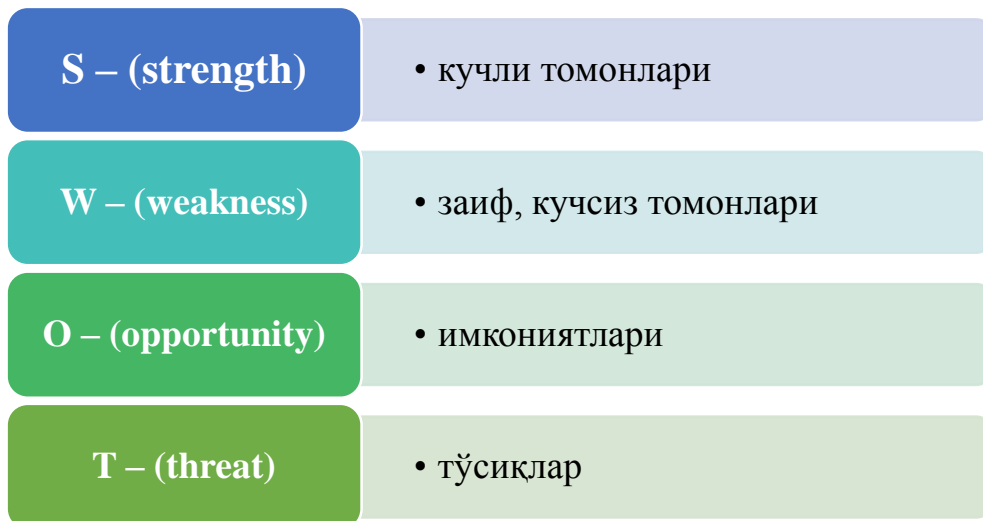 S – (strength)
• кучли томонлари
W – (weakness)
• заиф, кучсиз томонлари
O – (opportunity)
• имкониятлари
T – (threat)
• тўсиқлар